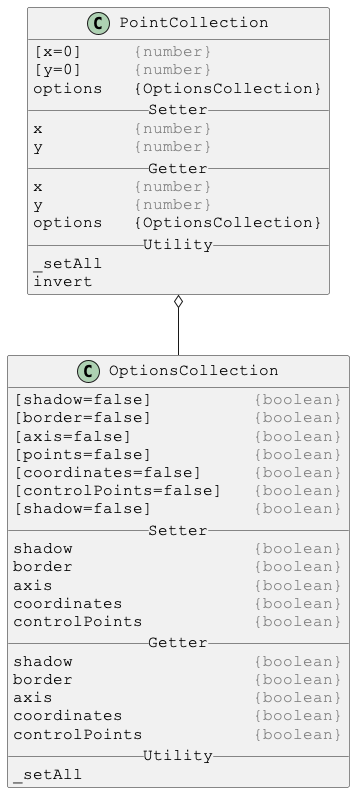 C PointCollection
[x=0] {number}
[y=0] {number}
options {OptionsCollection}
Setter
x {number}
y {number}
Getter
x {number}
y {number}
options {OptionsCollection}
Utility
_setAll
invert
C OptionsCollection
[shadow=false] {boolean}
[border=false] {boolean}
[axis=false] {boolean}
[points=false] {boolean}
[coordinates=false] {boolean}
[controlPoints=false] {boolean}
[shadow=false] {boolean}
Setter
shadow {boolean}
border {boolean}
axis {boolean}
coordinates {boolean}
controlPoints {boolean}
Getter
shadow {boolean}
border {boolean}
axis {boolean}
coordinates {boolean}
controlPoints {boolean}
Utility
_setAll